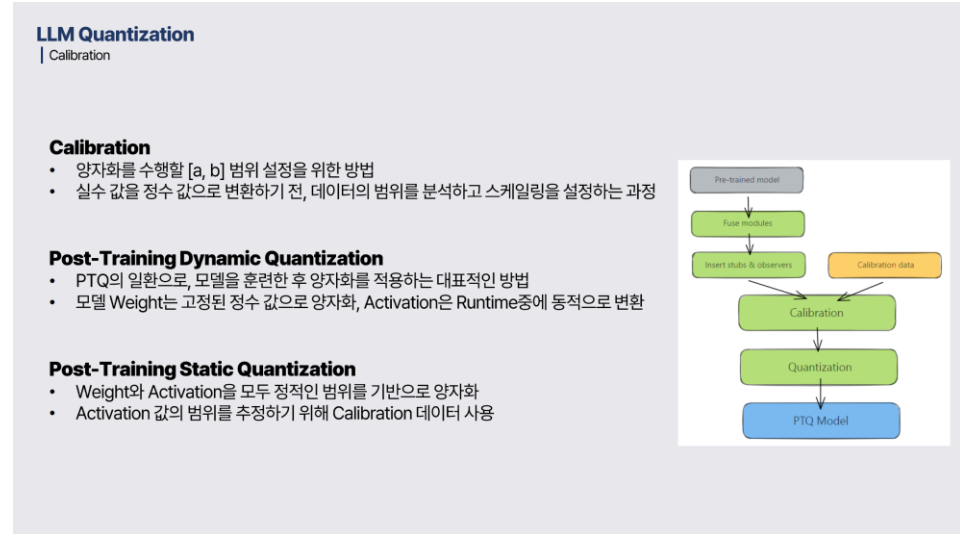 LLM Quantization
Calibration
Calibration
• 양자화를 수행할 [a, b] 범위 설정을 위한 방법
• 실수 값을 정수 값으로 변환하기 전, 데이터의 범위를 분석하고 스케일링을 설정하는 과정
Post-Training Dynamic Quantization
• PTQ의 일환으로, 모델을 훈련한 후 양자화를 적용하는 대표적인 방법
• 모델 Weight는 고정된 정수 값으로 양자화, Activation은 Runtime중에 동적으로 변환
Post-Training Static Quantization
• Weight와 Activation을 모두 정적인 범위를 기반으로 양자화
• Activation 값의 범위를 추정하기 위해 Calibration 데이터 사용
Pre-trained model
Fuse modules
Insert stubs & observers
Calibration data
Calibration
Quantization
PTQ Model